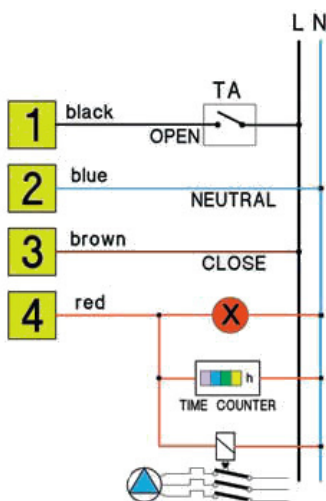 L N
TA
1 black
OPEN
2 blue
NEUTRAL
3 brown
CLOSE
4 red
X
h
TIME COUNTER